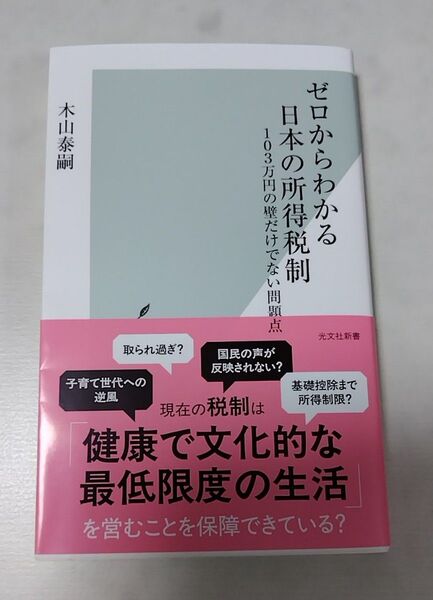 ゼロからわかる
日本の所得税制
103万円の壁だけでない問題点
木山泰嗣
光文社新書
取られ過ぎ?
国民の声が
反映されない?
子育て世代への
逆風
基礎控除まで
所得制限?
現在の税制は
「健康で文化的な
最低限度の生活」
を営むことを保障できている?